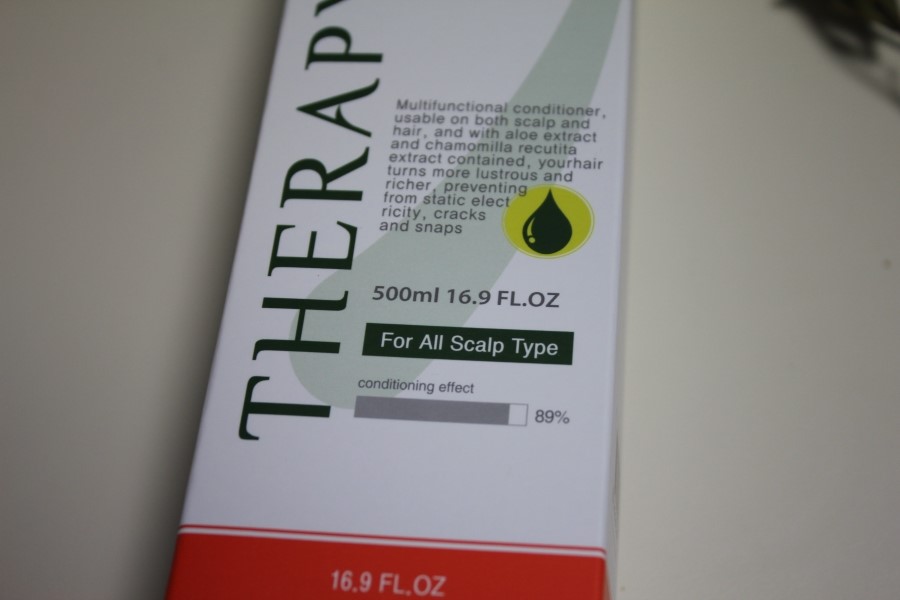 THERAPY
Multifunctional conditioner,
usable on both scalp and
hair, and with aloe extract
and chamomilla recutita
extract contained, yourhair
turns more lustrous and
richer, preventing
from static elect
ricity, cracks
and snaps
500ml 16.9 FL.OZ
For All Scalp Type
conditioning effect
89%
16.9 FL.OZ